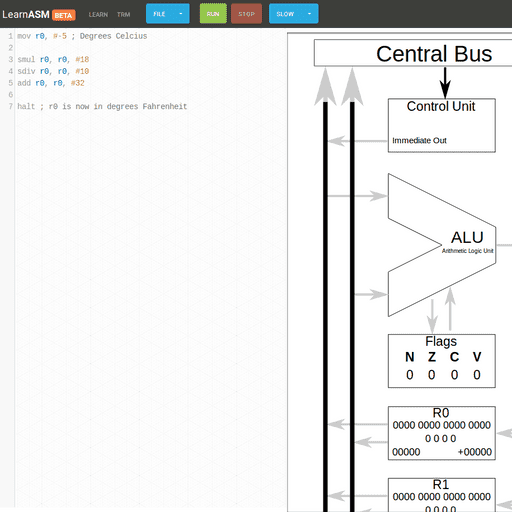 LearnASM BETA LEARN TRM FILE RUN STOP SLOW
1 mov r0, #-5 ; Degrees Celcius
2
3 smul r0, r0, #18
4 sdiv r0, r0, #10
5 add r0, r0, #32
6
7 halt ; r0 is now in degrees Fahrenheit
Central Bus
Control Unit
Immediate Out
ALU
Arithmetic Logic Unit
Flags
N Z C V
0 0 0 0
R0
0000 0000 0000 0000
0 0 0 0
00000 +00000
R1
0000 0000 0000 0000
0 0 0 0